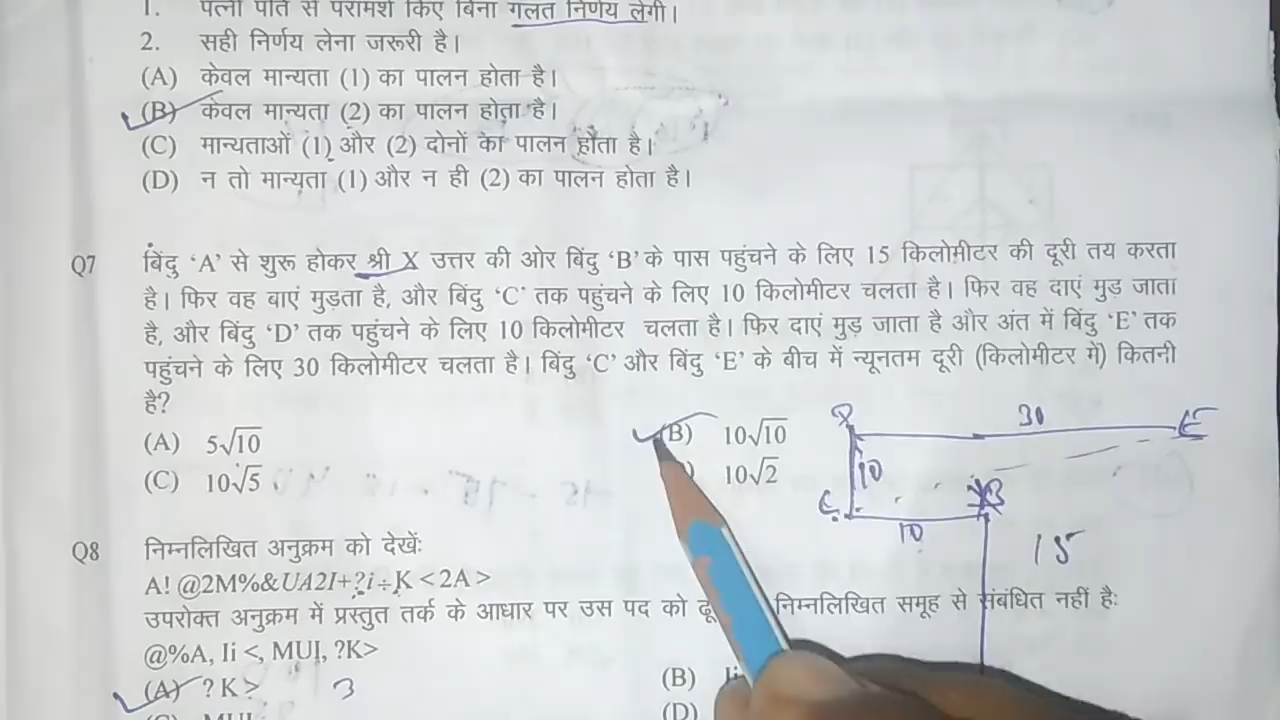 1. पत्नी पति से परामर्श किए बिना गलत निर्णय लेगी।
2. सही निर्णय लेना जरूरी है।
(A) केवल मान्यता (1) का पालन होता है।
(B) केवल मान्यता (2) का पालन होता है।
(C) मान्यताओं (1) और (2) दोनों का पालन होता है।
(D) न तो मान्यता (1) और न ही (2) का पालन होता है।
Q7 बिंदु ‘A’ से शुरू होकर श्री X उत्तर की ओर बिंदु ‘B’ के पास पहुंचने के लिए 15 किलोमीटर की दूरी तय करता
है। फिर वह बाएं मुड़ता है, और बिंदु ‘C’ तक पहुंचने के लिए 10 किलोमीटर चलता है। फिर वह दाएं मुड़ जाता
है, और बिंदु ‘D’ तक पहुंचने के लिए 10 किलोमीटर चलता है। फिर दाएं मुड़ जाता है और अंत में बिंदु ‘E’ तक
पहुंचने के लिए 30 किलोमीटर चलता है। बिंदु ‘C’ और बिंदु ‘E’ के बीच में न्यूनतम दूरी (किलोमीटर में) कितनी
है?
(A) 5√10 (B) 10√10
(C) 10√5 10√2
30 E
10
C B
10
15
Q8 निम्नलिखित अनुक्रम को देखेंः
A! @2M%&UA2I+?i÷K < 2A >
उपरोक्त अनुक्रम में प्रस्तुत तर्क के आधार पर उस पद को निम्नलिखित समूह से संबंधित नहीं हैः
@%A, Ii <, MUI, ?K>
(A) ? K > 3 (B)
(C) MUI (D)